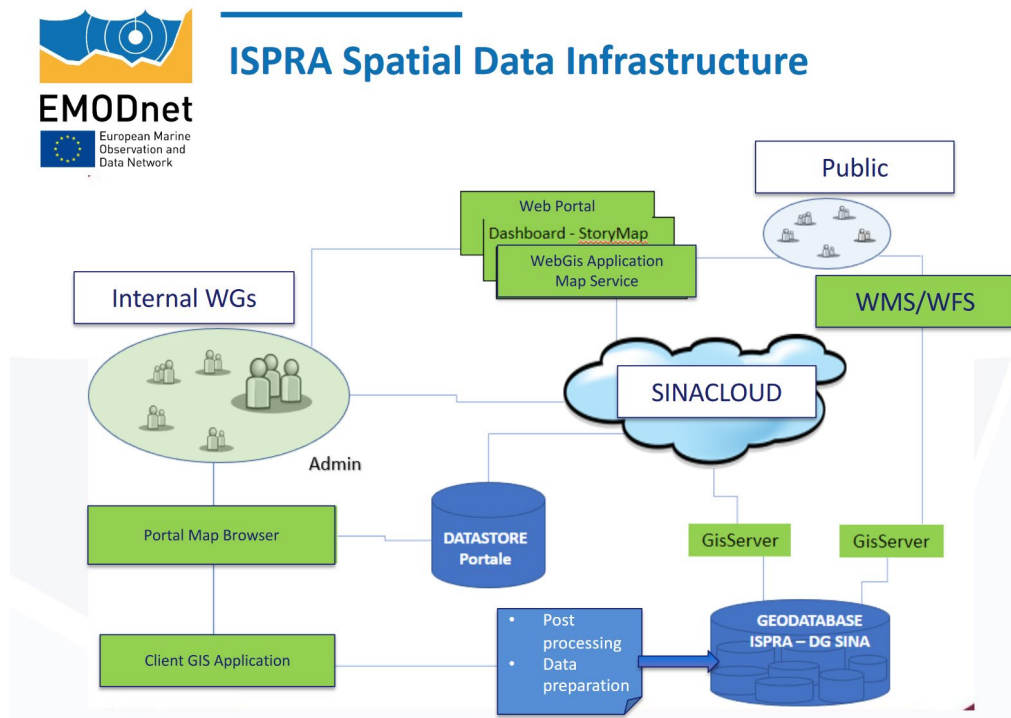 ISPRA Spatial Data Infrastructure
EMODnet
European Marine
Observation and
Data Network
Public
Web Portal
Dashboard - StoryMap
WebGis Application
Map Service
Internal WGs
WMS/WFS
SINACLOUD
Admin
Portal Map Browser
DATASTORE
Portale
GisServer
GisServer
Client GIS Application
• Post
processing
• Data
preparation
GEODATABASE
ISPRA – DG SINA